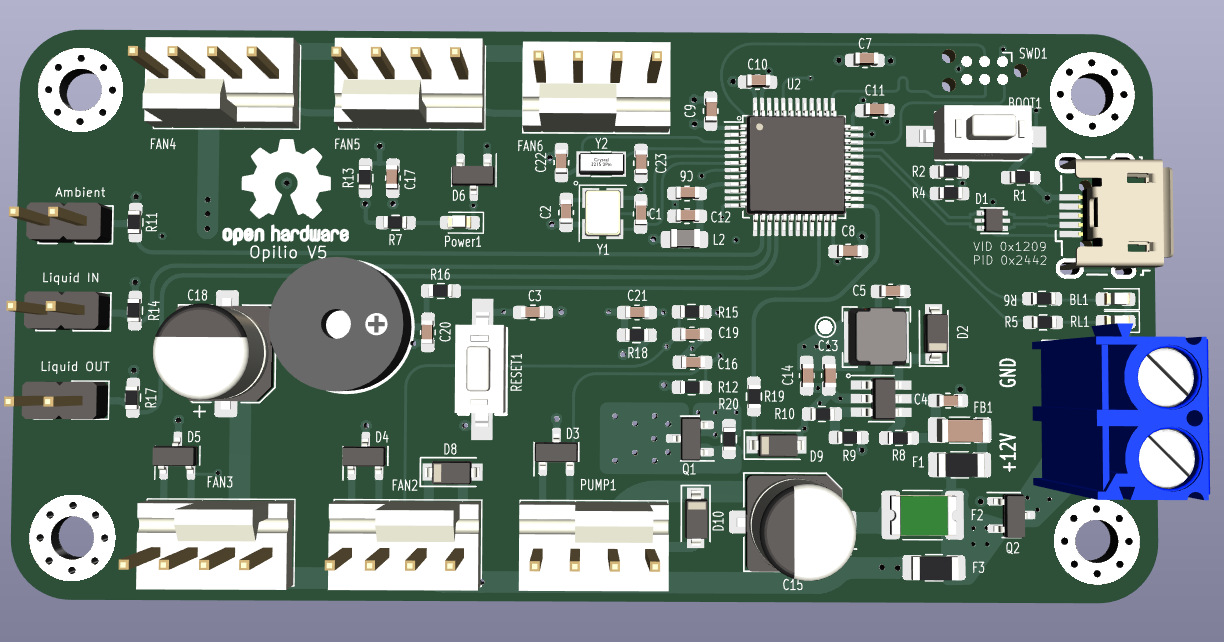 SWD1
C7
C10
U2
C11
C9
BOOT1
FAN4
FAN5
FAN6
Y2
C22
Crystal
3215 2Pin
C23
R13
C17
D6
C6
R2
R4
R1
Ambient
R11
C2
C1
C12
D1
open hardware
R7
Power1
Y1
L2
C8
Opilio V5
VID 0x1209
PID 0x2442
Liquid IN
R14
C18
R16
C3
C21
R15
C5
R6
BL1
R5
RL1
C20
R18
C19
D2
C13
Liquid OUT
R17
RESET1
C16
C14
GND
R12
R20
R19
R10
C4
FB1
+
D5
D4
D3
Q1
D9
R9
R8
F1
+12V
D8
FAN3
FAN2
PUMP1
D10
F2
Q2
F3
C15